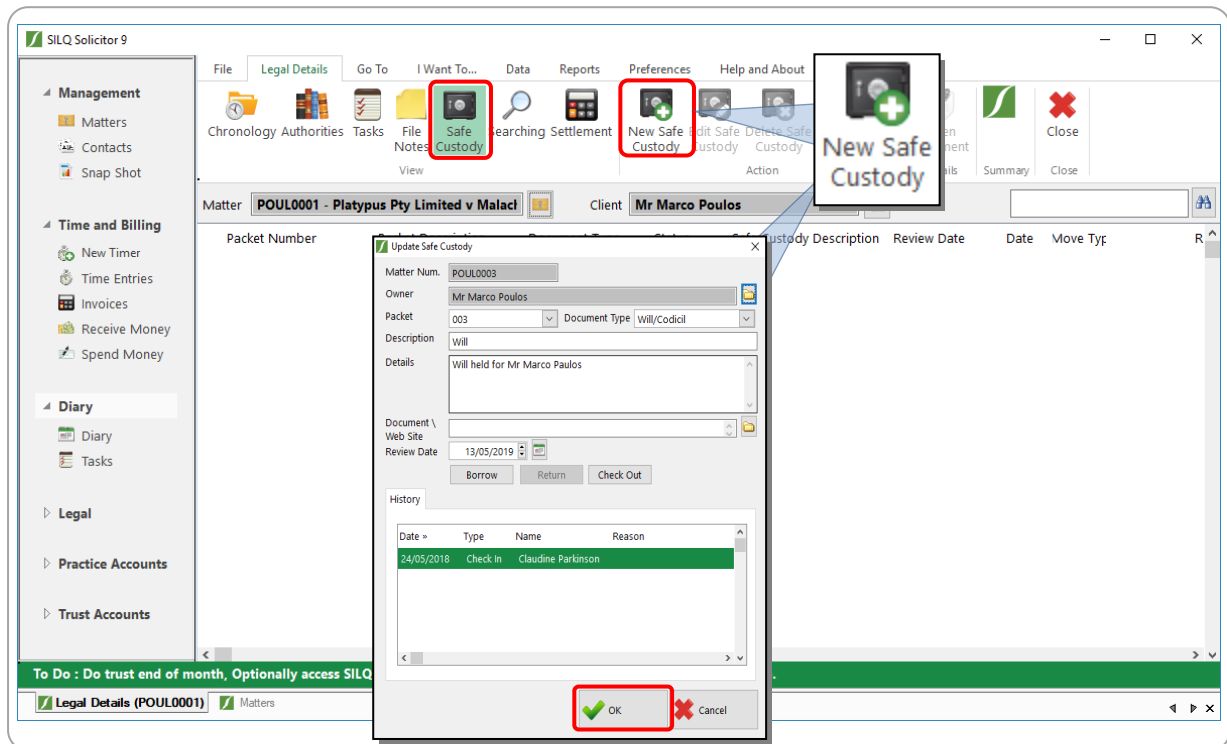 SILQ Solicitor 9
File Legal Details Go To I Want To... Data Reports Preferences Help and About
Management
Matters
Contacts
Snap Shot
Time and Billing
New Timer
Time Entries
Invoices
Receive Money
Spend Money
Diary
Diary
Tasks
Legal
Practice Accounts
Trust Accounts
Chronology Authorities Tasks File Notes Safe Custody Searching Settlement
View
New Safe Custody Edit Safe Custody Delete Safe Custody
Action
Summary
Close
Close
New Safe
Custody
Matter POUL0001 - Platypus Pty Limited v Malach Client Mr Marco Poulos
Packet Number Custody Description Review Date Date Move Typ R
Update Safe Custody
Matter Num. POUL0003
Owner Mr Marco Poulos
Packet 003 Document Type Will/Codicil
Description Will
Details Will held for Mr Marco Paulos
Document \
Web Site
Review Date 13/05/2019
Borrow Return Check Out
History
Date » Type Name Reason
24/05/2018 Check In Claudine Parkinson
OK Cancel
To Do : Do trust end of month, Optionally access SILQ
Legal Details (POUL0001) Matters